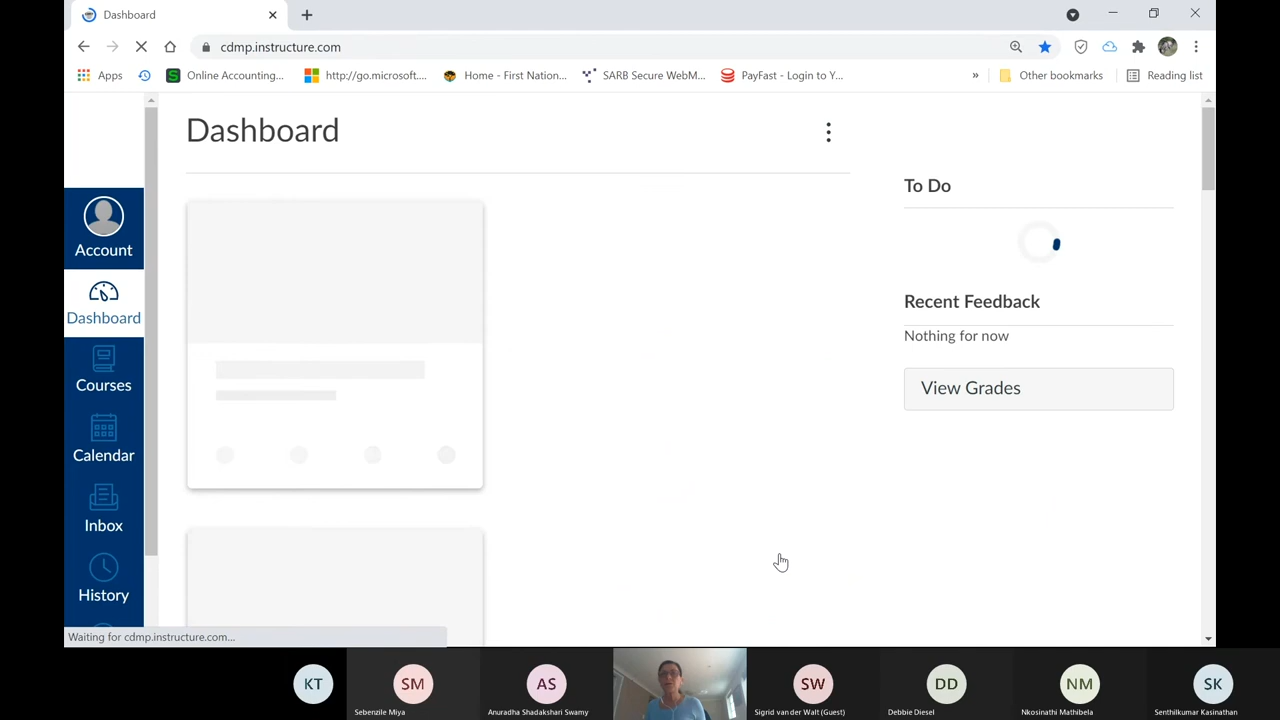 Dashboard
cdmp.instructure.com
Apps
Online Accounting...
http://go.microsoft....
Home - First Nation...
SARB Secure WebM...
PayFast - Login to Y...
»
Other bookmarks
Reading list
Dashboard
To Do
Account
Dashboard
Recent Feedback
Nothing for now
Courses
View Grades
Calendar
Inbox
History
Waiting for cdmp.instructure.com...
KT
SM
AS
SW
DD
NM
SK
Sebenzile Miya
Anuradha Shadakshari Swamy
Sigrid van der Walt (Guest)
Debbie Diesel
Nkosinathi Mathibela
Senthilkumar Kasinathan